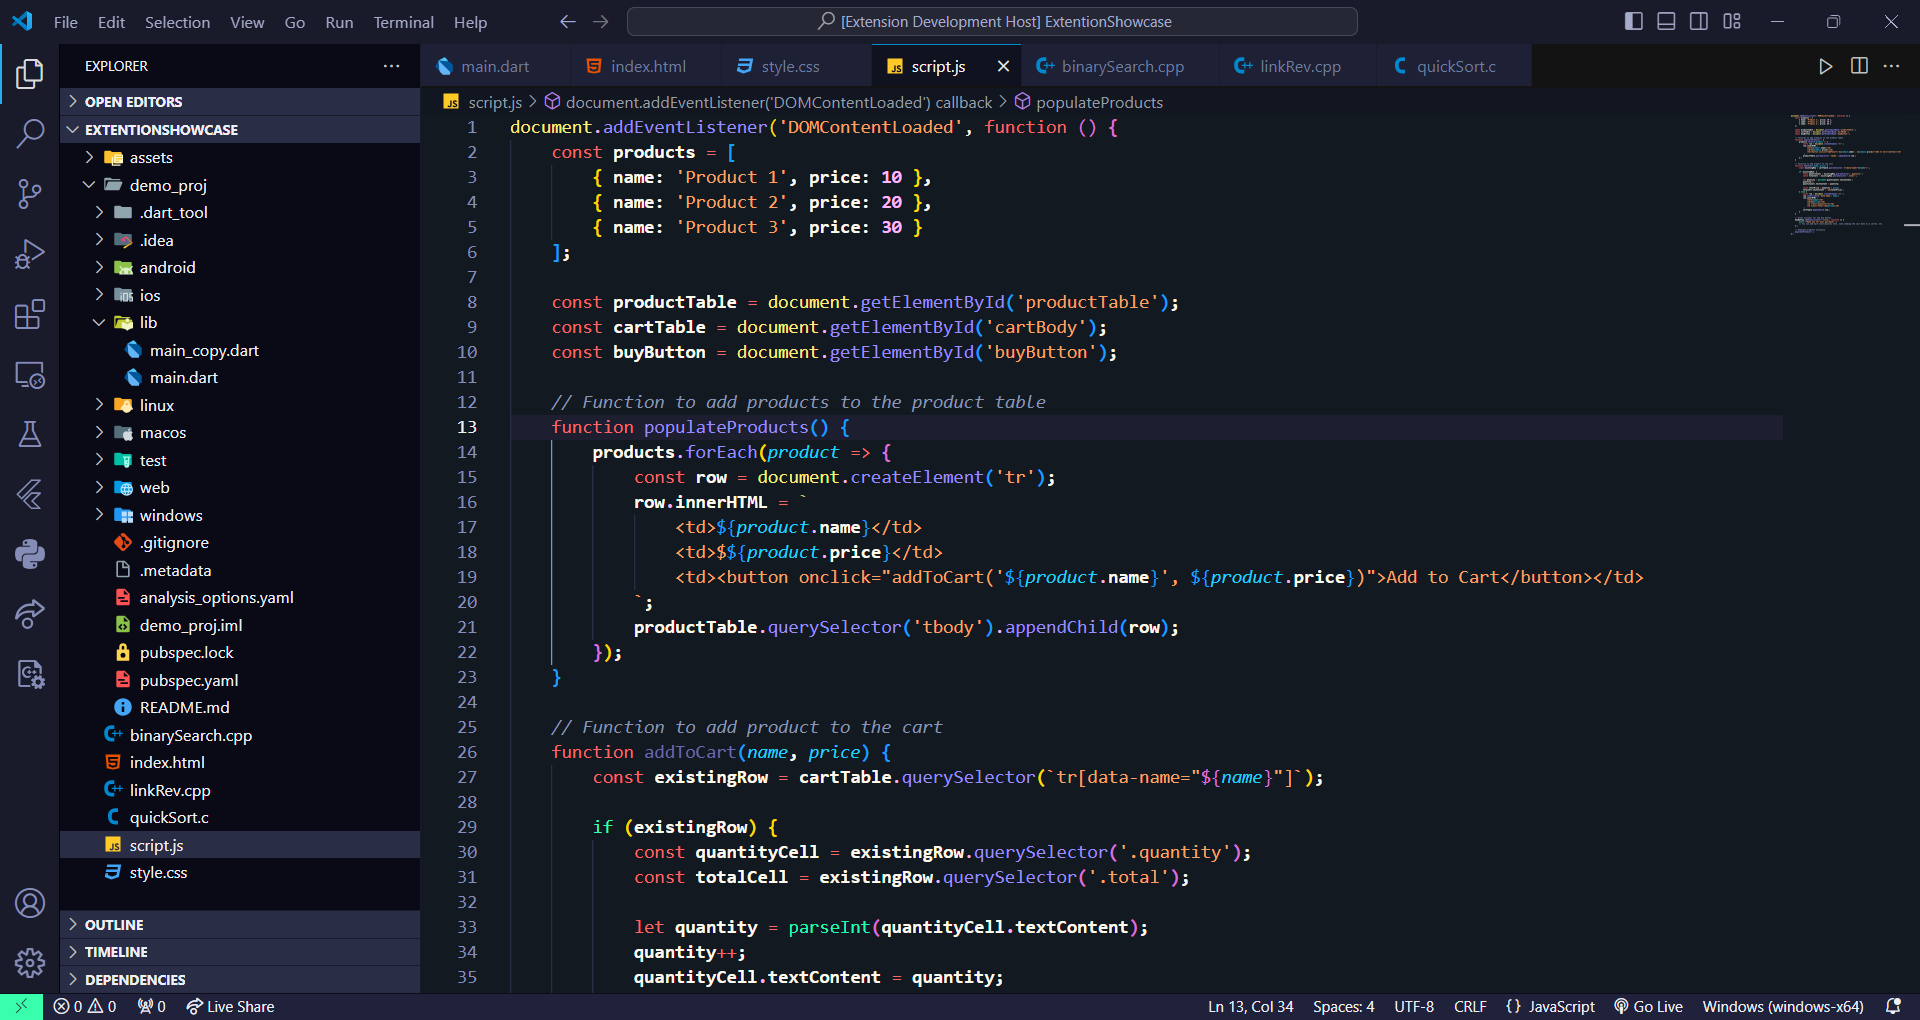 File Edit Selection View Go Run Terminal Help
[Extension Development Host] ExtentionShowcase
EXPLORER
OPEN EDITORS
EXTENTIONSHOWCASE
assets
demo_proj
.dart_tool
.idea
android
ios
lib
main_copy.dart
main.dart
linux
macos
test
web
windows
.gitignore
.metadata
analysis_options.yaml
demo_proj.iml
pubspec.lock
pubspec.yaml
README.md
binarySearch.cpp
index.html
linkRev.cpp
quickSort.c
script.js
style.css
OUTLINE
TIMELINE
DEPENDENCIES
main.dart index.html style.css script.js binarySearch.cpp linkRev.cpp quickSort.c
script.js > document.addEventListener('DOMContentLoaded') callback > populateProducts
1 document.addEventListener('DOMContentLoaded', function () {
2     const products = [
3         { name: 'Product 1', price: 10 },
4         { name: 'Product 2', price: 20 },
5         { name: 'Product 3', price: 30 }
6     ];
7
8     const productTable = document.getElementById('productTable');
9     const cartTable = document.getElementById('cartBody');
10     const buyButton = document.getElementById('buyButton');
11
12     // Function to add products to the product table
13     function populateProducts() {
14         products.forEach(product => {
15             const row = document.createElement('tr');
16             row.innerHTML = `
17                 <td>${product.name}</td>
18                 <td>$${product.price}</td>
19                 <td><button onclick="addToCart('${product.name}', ${product.price})">Add to Cart</button></td>
20             `;
21             productTable.querySelector('tbody').appendChild(row);
22         });
23     }
24
25     // Function to add product to the cart
26     function addToCart(name, price) {
27         const existingRow = cartTable.querySelector(`tr[data-name="${name}"]`);
28
29         if (existingRow) {
30             const quantityCell = existingRow.querySelector('.quantity');
31             const totalCell = existingRow.querySelector('.total');
32
33             let quantity = parseInt(quantityCell.textContent);
34             quantity++;
35             quantityCell.textContent = quantity;
0 0 0 Live Share
Ln 13, Col 34 Spaces: 4 UTF-8 CRLF {} JavaScript Go Live Windows (windows-x64)